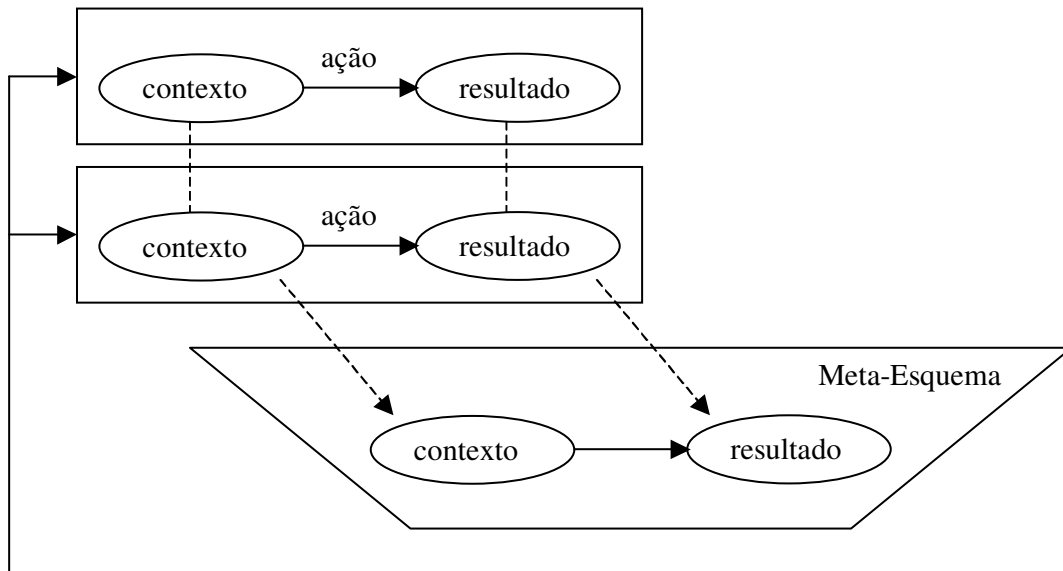 ação
contexto
resultado
ação
contexto
resultado
Meta-Esquema
contexto
resultado